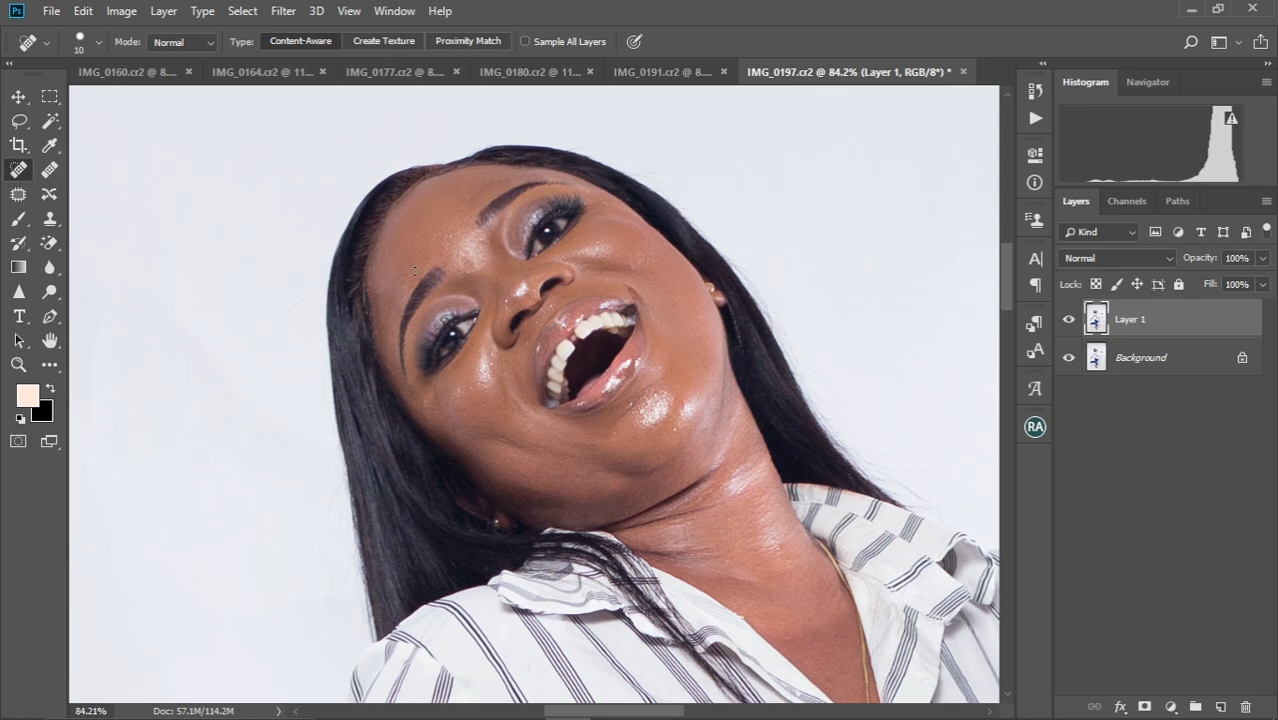 Ps File Edit Image Layer Type Select Filter 3D View Window Help
10 Mode: Normal Type: Content-Aware Create Texture Proximity Match Sample All Layers
IMG_0160.cr2 @ 8.... IMG_0164.cr2 @ 11... IMG_0177.cr2 @ 8.... IMG_0180.cr2 @ 11... IMG_0191.cr2 @ 8.... IMG_0197.cr2 @ 84.2% (Layer 1, RGB/8*) *
Histogram Navigator
Layers Channels Paths
Kind
Normal Opacity: 100%
Lock: Fill: 100%
Layer 1
Background
RA
84.21% Doc: 57.1M/114.2M